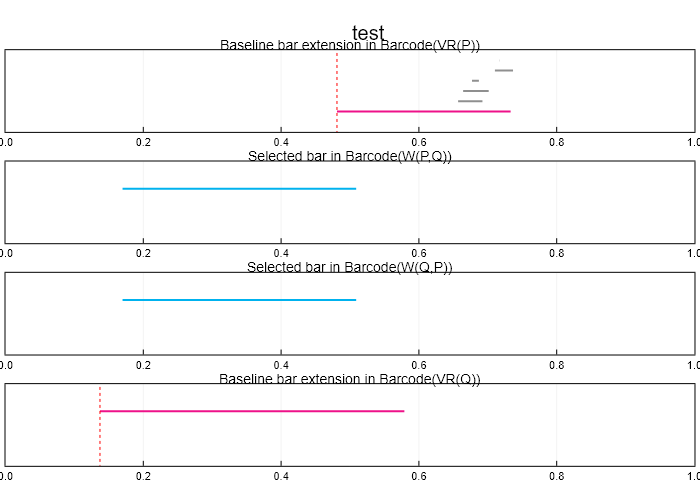 test
Baseline bar extension in Barcode(VR(P))
0.0 0.2 0.4 0.6 0.8 1.0
Selected bar in Barcode(W(P,Q))
0.0 0.2 0.4 0.6 0.8 1.0
Selected bar in Barcode(W(Q,P))
0.0 0.2 0.4 0.6 0.8 1.0
Baseline bar extension in Barcode(VR(Q))
0.0 0.2 0.4 0.6 0.8 1.0